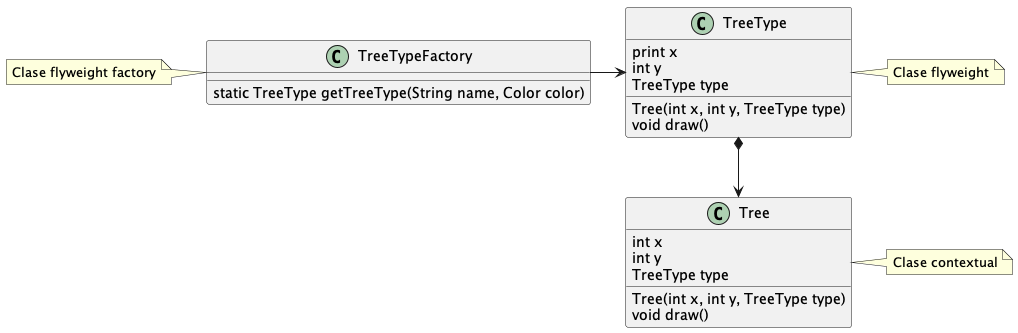 Clase flyweight factory
C TreeTypeFactory
static TreeType getTreeType(String name, Color color)
C TreeType
print x
int y
TreeType type
Tree(int x, int y, TreeType type)
void draw()
Clase flyweight
C Tree
int x
int y
TreeType type
Tree(int x, int y, TreeType type)
void draw()
Clase contextual